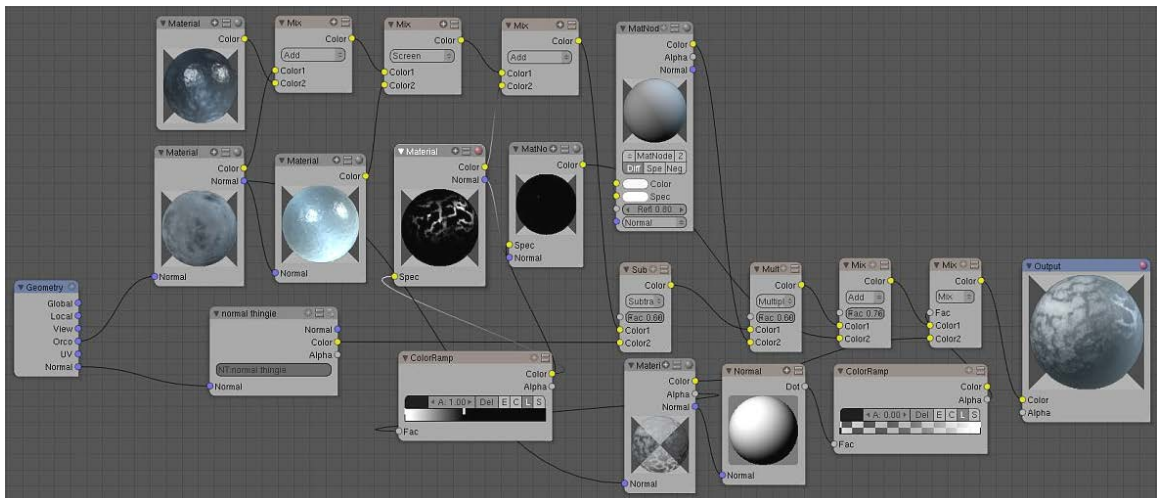 Material
Color
Mix
Color
Add
Color1
Color2
Mix
Color
Screen
Color1
Color2
Mix
Color
Add
Color1
Color2
MatNod
Color
Alpha
Normal
MatNode 2
Diff Spe Neg
Color
Spec
Refl 0.80
Normal
Material
Color
Normal
Normal
Material
Color
Normal
Material
Color
Normal
Spec
MatNo
Color
Spec
Normal
Geometry
Global
Local
View
Orco
UV
Normal
normal thingie
Normal
Color
Alpha
NT:normal thingie
Normal
ColorRamp
Color
Alpha
A: 1.00 Del E C L S
Fac
Sub
Color
Subtra
Fac 0.66
Color1
Color2
Mult
Color
Multipl
Fac 0.66
Color1
Color2
Mix
Color
Add
Fac 0.76
Color1
Color2
Mix
Color
Mix
Fac
Color1
Color2
Output
Color
Alpha
Materi
Color
Alpha
Normal
Normal
Normal
Dot
Normal
ColorRamp
Color
Alpha
A: 0.00 Del E C L S
Fac